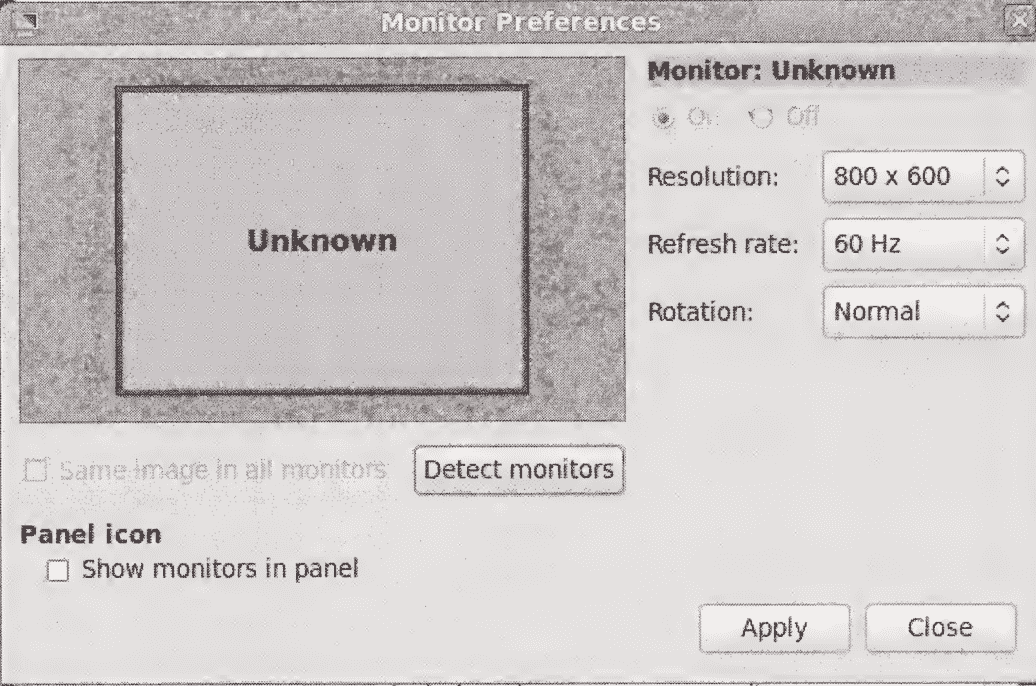 Monitor Preferences
Unknown
Monitor: Unknown
On Off
Resolution: 800 x 600
Refresh rate: 60 Hz
Rotation: Normal
Same image in all monitors
Detect monitors
Panel icon
Show monitors in panel
Apply Close